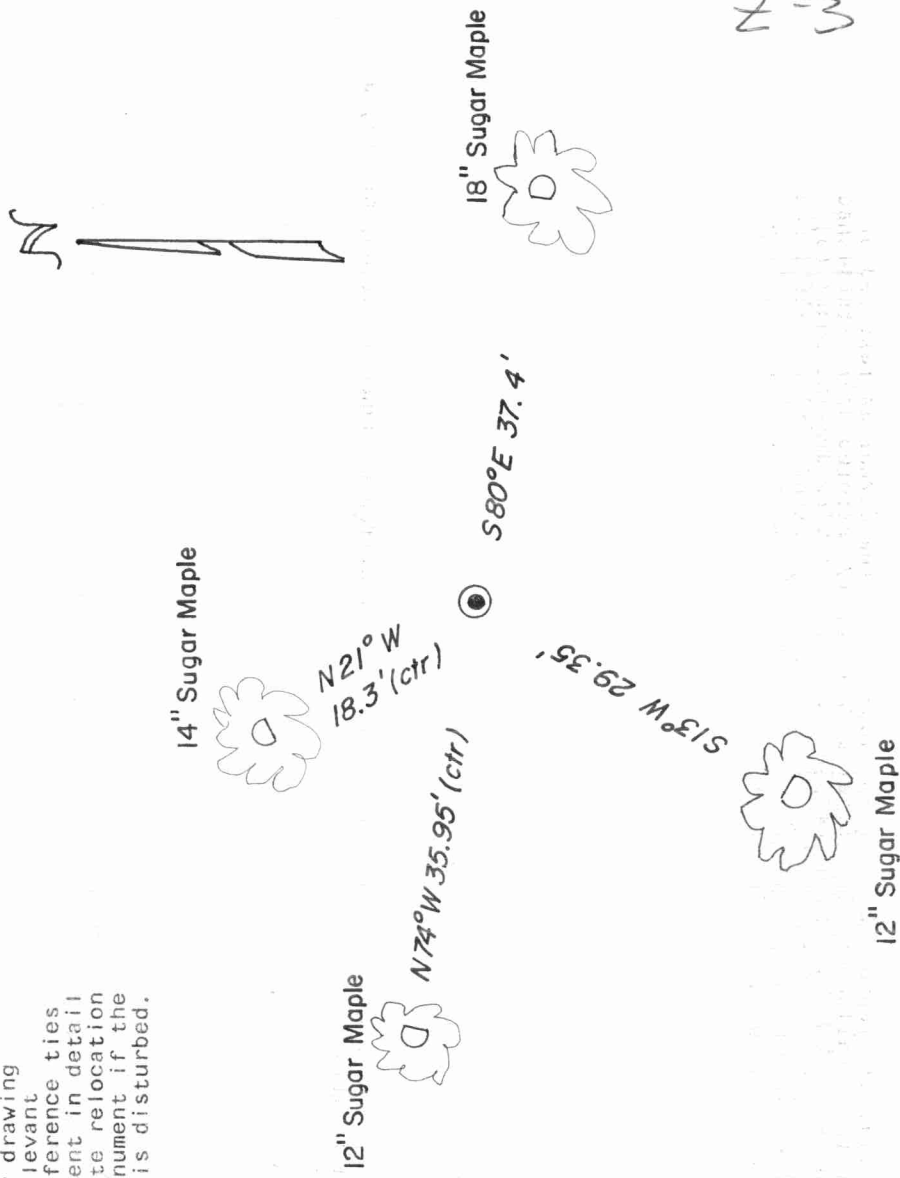 drawing
levant
ference ties
ent in detail
te relocation
nument if the
is disturbed.
N
14" Sugar Maple
18" Sugar Maple
12" Sugar Maple
N21°W
18.3'(ctr)
N74°W 35.95'(ctr)
S80°E 37.4'
S13°W 29.35'
12" Sugar Maple